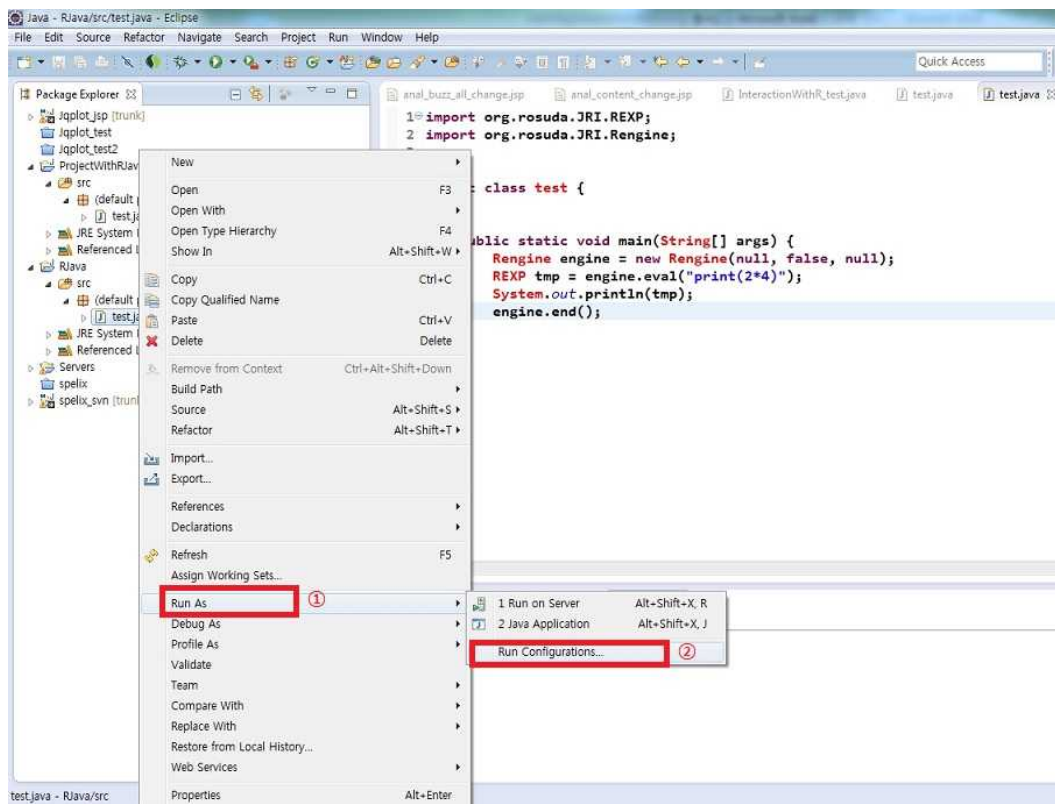 Java - RJava/src/test.java - Eclipse
File Edit Source Refactor Navigate Search Project Run Window Help
Quick Access
Package Explorer
anal_buzz_all_change.jsp
anal_content_change.jsp
InteractionWithR_test.java
test.java
test.java
Jqplot_jsp [trunk]
Jqplot_test
Jqplot_test2
ProjectWithRJav
src
(default p
test.ja
JRE System
Referenced L
RJava
src
(default p
test.ja
JRE System
Referenced L
Servers
spelix
spelix_svn [trun
1 import org.rosuda.JRI.REXP;
2 import org.rosuda.JRI.Rengine;
class test {
ublic static void main(String[] args) {
Rengine engine = new Rengine(null, false, null);
REXP tmp = engine.eval("print(2*4)");
System.out.println(tmp);
engine.end();
New
Open F3
Open With
Open Type Hierarchy F4
Show In Alt+Shift+W
Copy Ctrl+C
Copy Qualified Name
Paste Ctrl+V
Delete Delete
Remove from Context Ctrl+Alt+Shift+Down
Build Path
Source Alt+Shift+S
Refactor Alt+Shift+T
Import...
Export...
References
Declarations
Refresh F5
Assign Working Sets...
Run As ①
Debug As
Profile As
Validate
Team
Compare With
Replace With
Restore from Local History...
Web Services
Properties Alt+Enter
1 Run on Server Alt+Shift+X, R
2 Java Application Alt+Shift+X, J
Run Configurations... ②
test.java - RJava/src